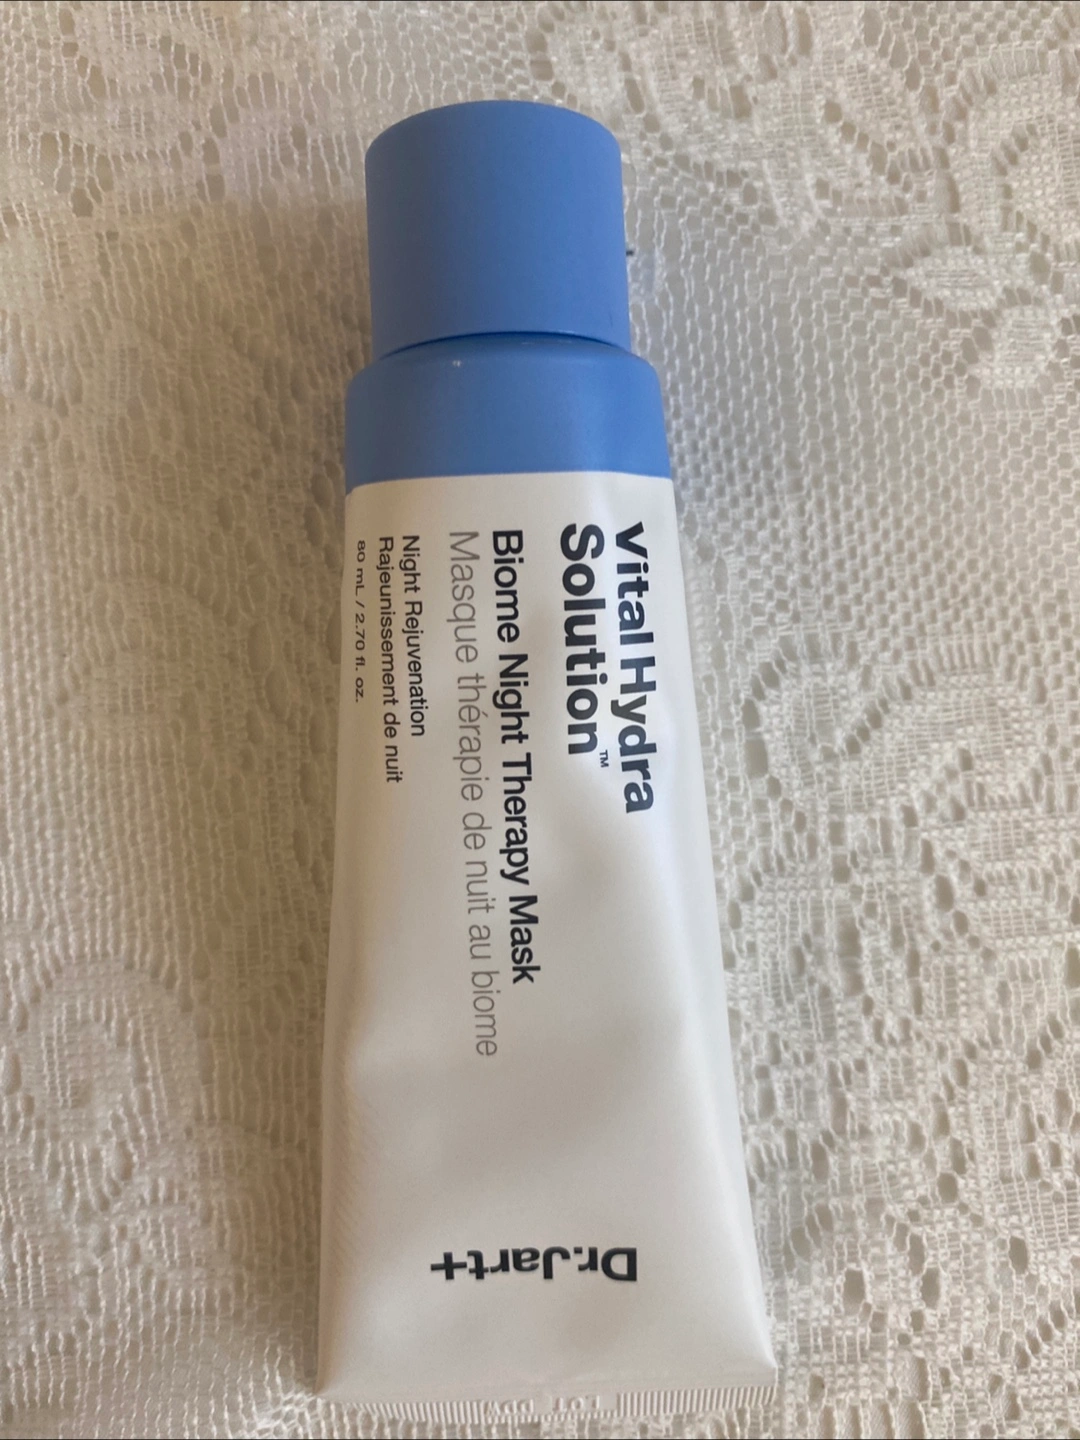 Vital Hydra
Solution™
Biome Night Therapy Mask
Masque thérapie de nuit au biome
Night Rejuvenation
Rajeunissement de nuit
80 mL / 2.70 fl. oz.
Dr.Jart+